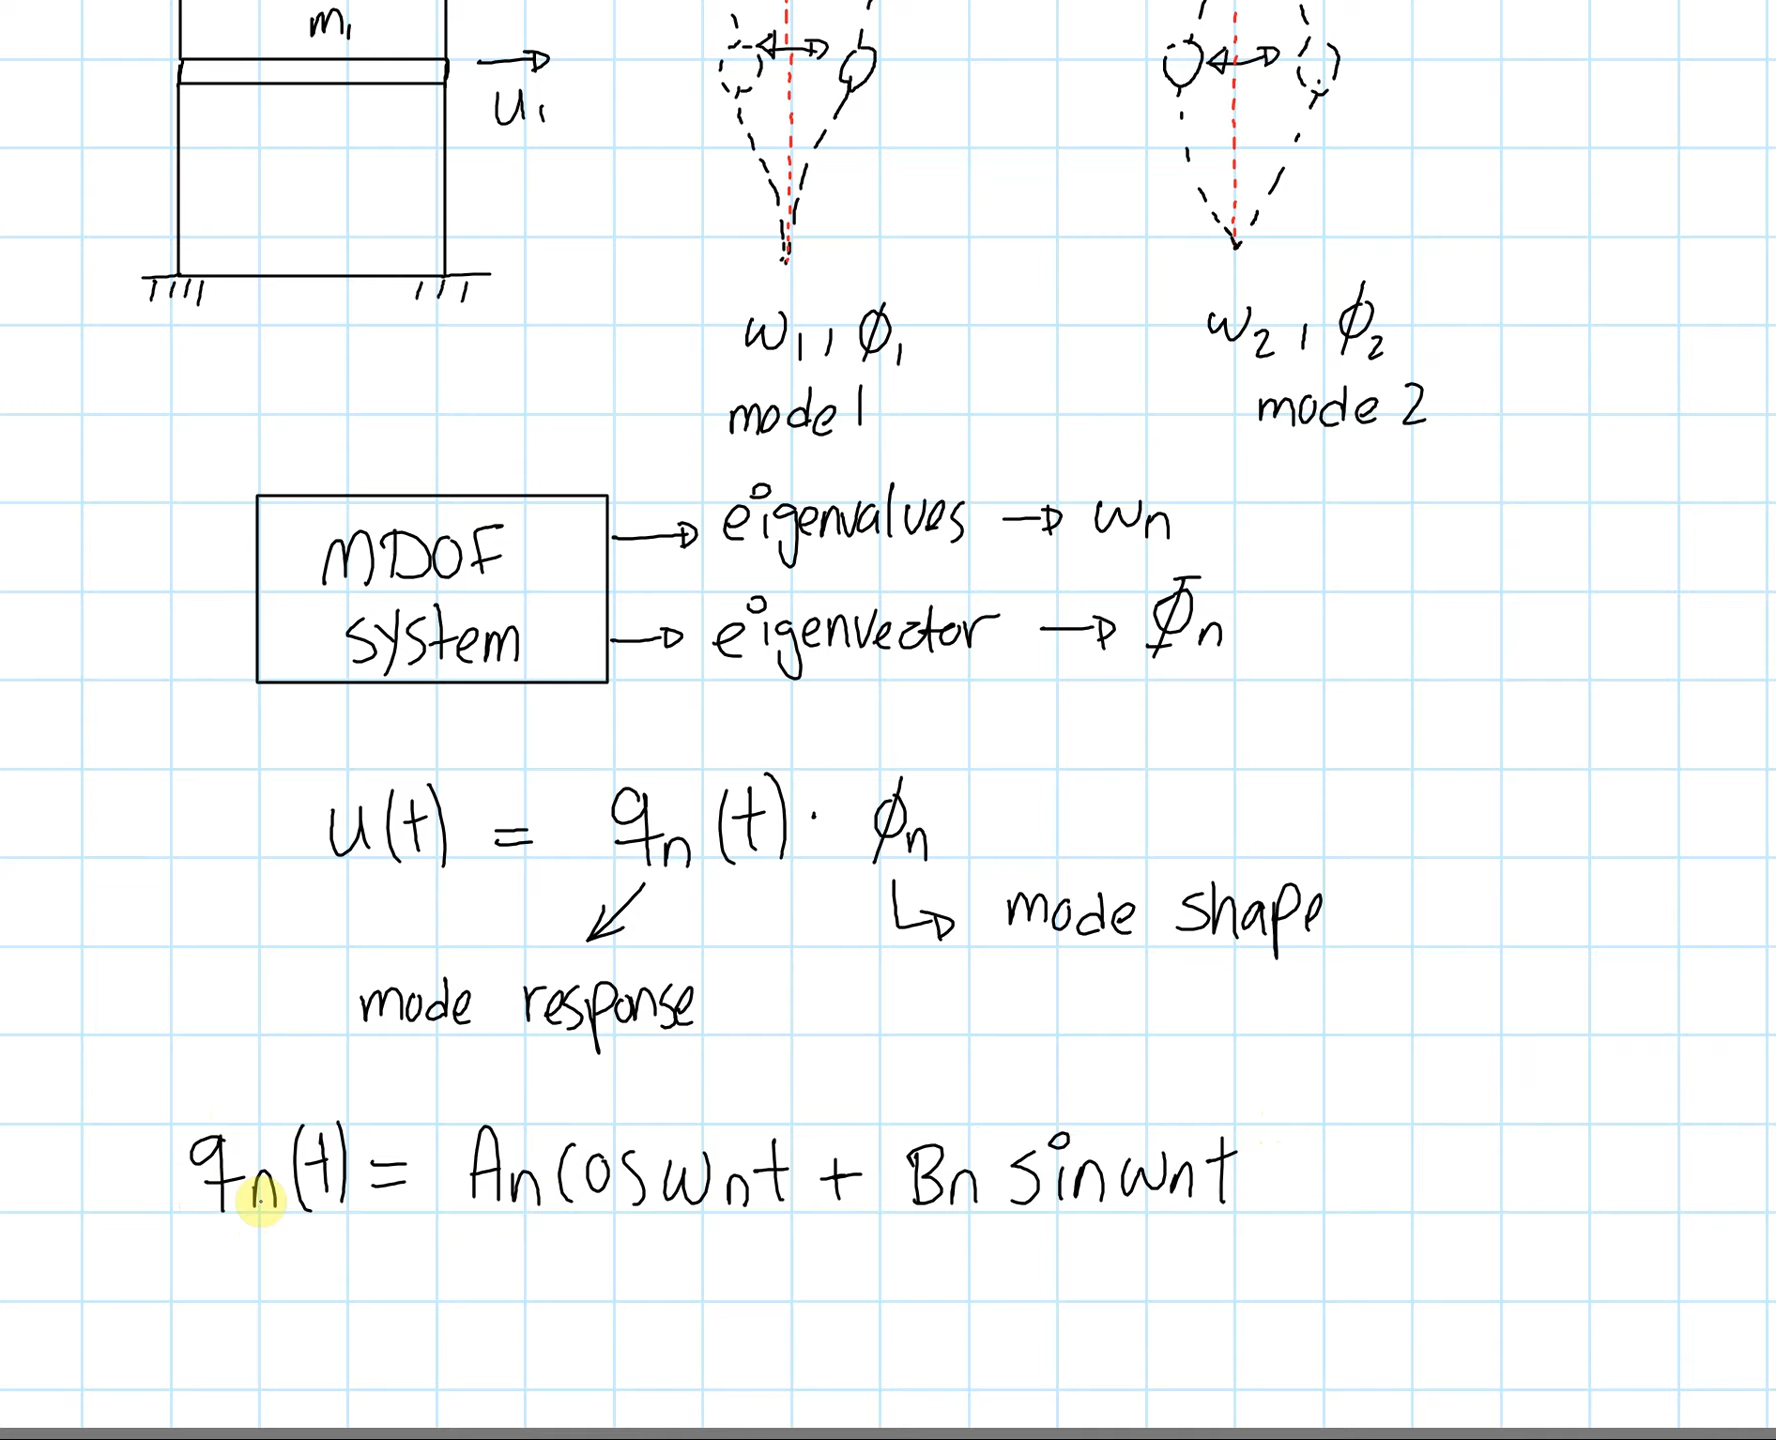 m₁
u₁
ω₁, ϕ₁
mode 1
ω₂, ϕ₂
mode 2
MDOF system
eigenvalues → ωn
eigenvector → Φn
u(t) = qn(t) · ϕn
mode shape
mode response
qn(t) = An cos ωnt + Bn sin ωnt